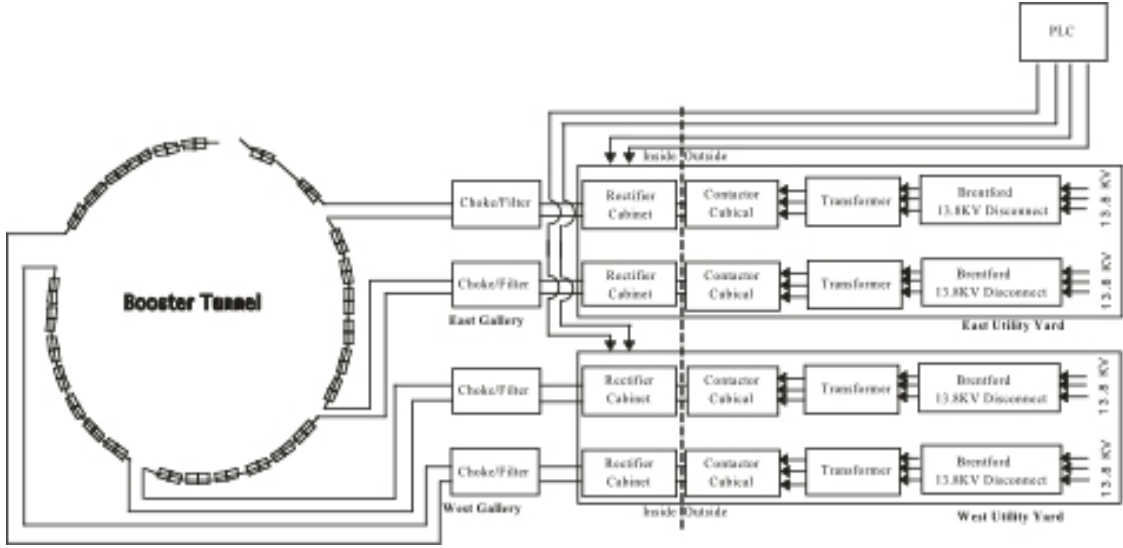 PLC
Inside Outside
Choke/Filter
Rectifier
Cabinet
Contactor
Cubical
Transformer
Brentford
13.8KV Disconnect
13.8 KV
Booster Tunnel
Choke/Filter
Rectifier
Cabinet
Contactor
Cubical
Transformer
Brentford
13.8KV Disconnect
13.8 KV
East Gallery
East Utility Yard
Choke/Filter
Rectifier
Cabinet
Contactor
Cubical
Transformer
Brentford
13.8KV Disconnect
13.8 KV
Choke/Filter
Rectifier
Cabinet
Contactor
Cubical
Transformer
Brentford
13.8KV Disconnect
13.8 KV
West Gallery
Inside Outside
West Utility Yard